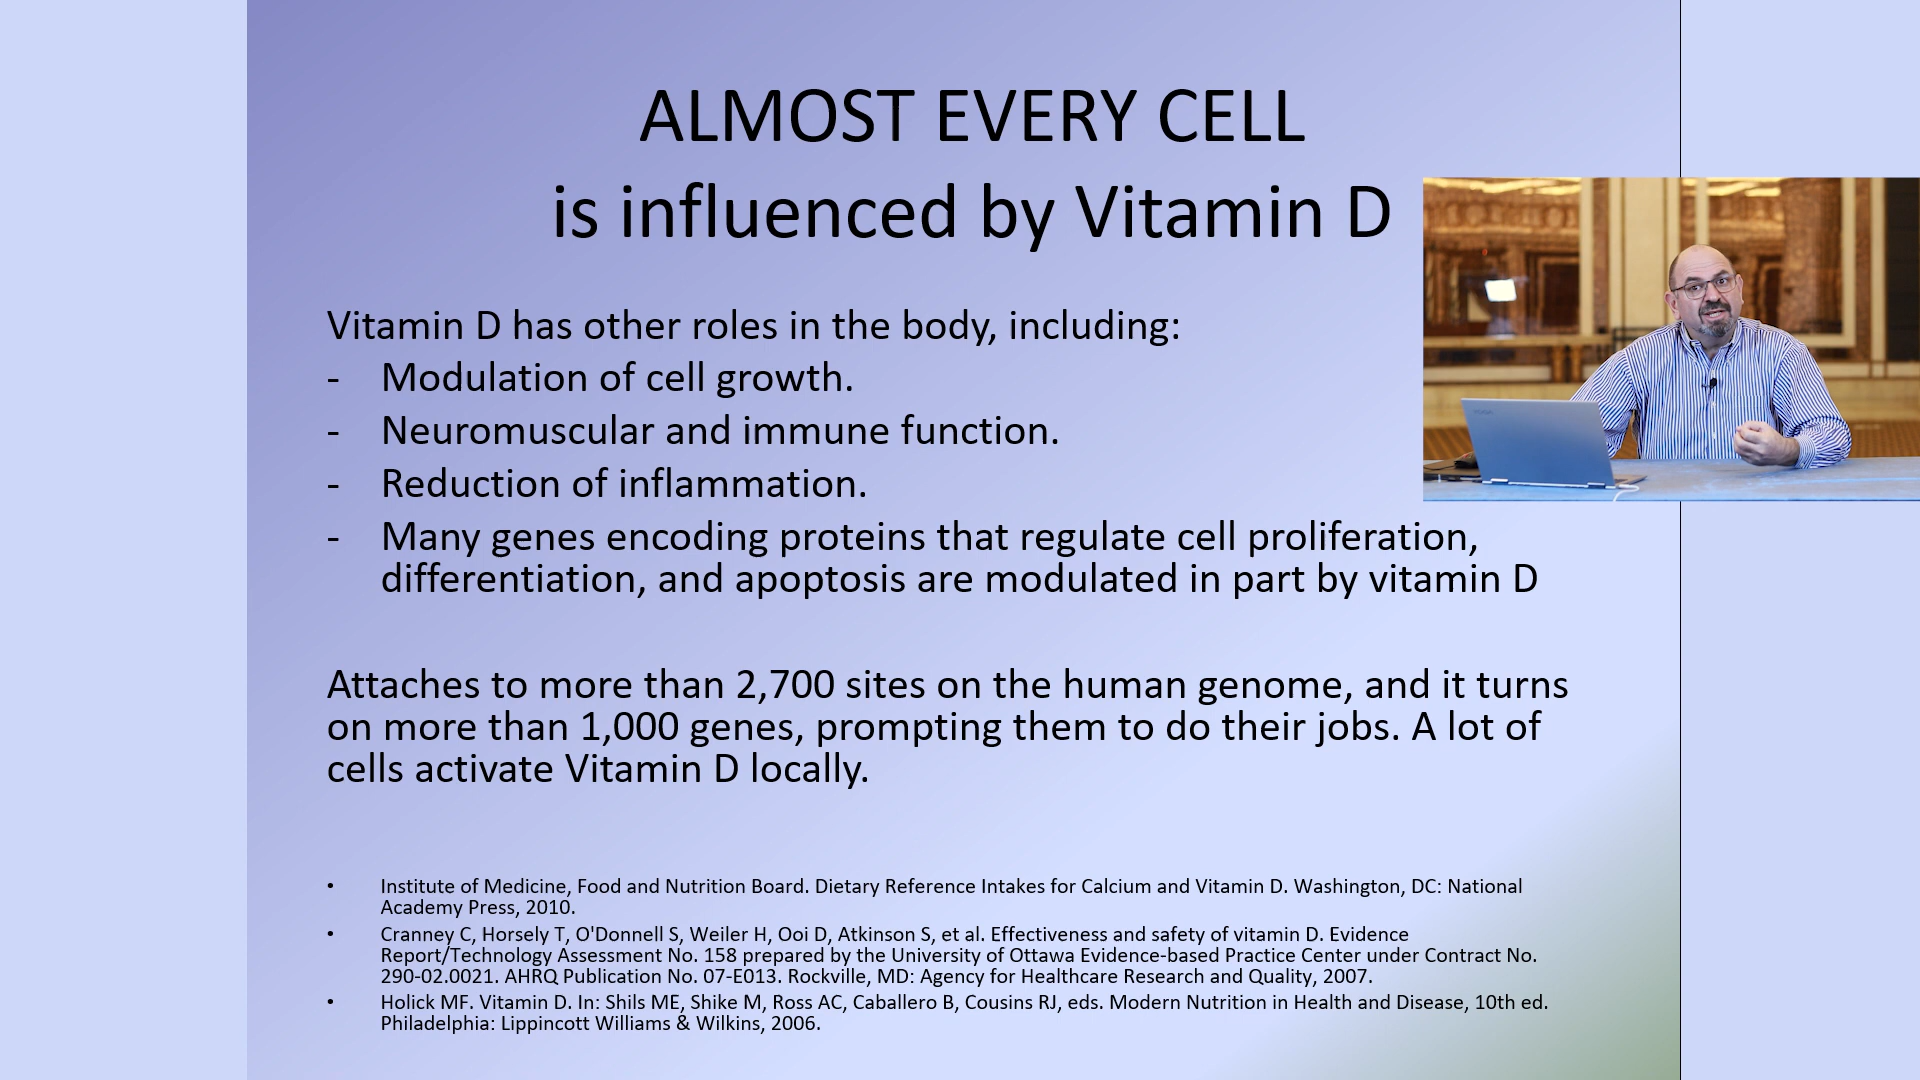 ALMOST EVERY CELL
is influenced by Vitamin D
Vitamin D has other roles in the body, including:
- Modulation of cell growth.
- Neuromuscular and immune function.
- Reduction of inflammation.
- Many genes encoding proteins that regulate cell proliferation,
differentiation, and apoptosis are modulated in part by vitamin D
Attaches to more than 2,700 sites on the human genome, and it turns
on more than 1,000 genes, prompting them to do their jobs. A lot of
cells activate Vitamin D locally.
• Institute of Medicine, Food and Nutrition Board. Dietary Reference Intakes for Calcium and Vitamin D. Washington, DC: National
Academy Press, 2010.
• Cranney C, Horsely T, O'Donnell S, Weiler H, Ooi D, Atkinson S, et al. Effectiveness and safety of vitamin D. Evidence
Report/Technology Assessment No. 158 prepared by the University of Ottawa Evidence-based Practice Center under Contract No.
290-02.0021. AHRQ Publication No. 07-E013. Rockville, MD: Agency for Healthcare Research and Quality, 2007.
• Holick MF. Vitamin D. In: Shils ME, Shike M, Ross AC, Caballero B, Cousins RJ, eds. Modern Nutrition in Health and Disease, 10th ed.
Philadelphia: Lippincott Williams & Wilkins, 2006.